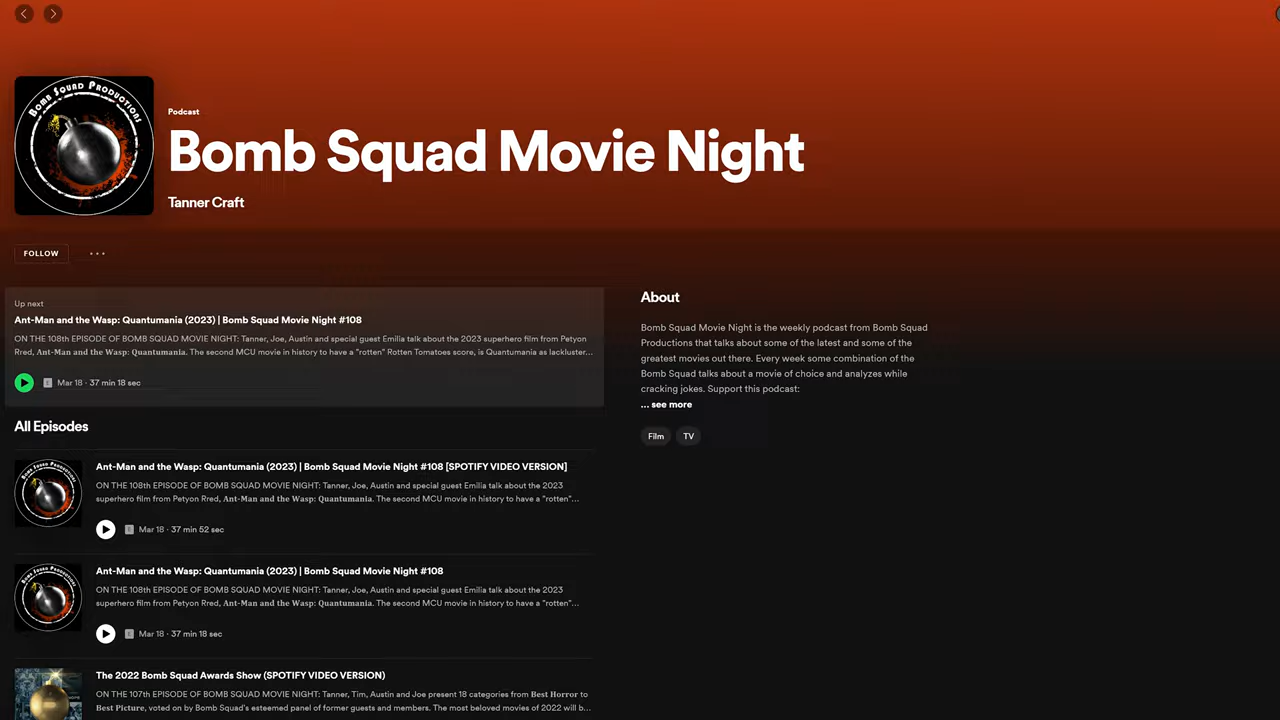 BOMB SQUAD PRODUCTIONS
Podcast
Bomb Squad Movie Night
Tanner Craft
FOLLOW
Up next
Ant-Man and the Wasp: Quantumania (2023) | Bomb Squad Movie Night #108
ON THE 108th EPISODE OF BOMB SQUAD MOVIE NIGHT: Tanner, Joe, Austin and special guest Emilia talk about the 2023 superhero film from Petyon
Rred, Ant-Man and the Wasp: Quantumania. The second MCU movie in history to have a "rotten" Rotten Tomatoes score, is Quantumania as lackluster...
E Mar 18 · 37 min 18 sec
About
Bomb Squad Movie Night is the weekly podcast from Bomb Squad
Productions that talks about some of the latest and some of the
greatest movies out there. Every week some combination of the
Bomb Squad talks about a movie of choice and analyzes while
cracking jokes. Support this podcast:
... see more
Film TV
All Episodes
BOMB SQUAD PRODUCTIONS
Ant-Man and the Wasp: Quantumania (2023) | Bomb Squad Movie Night #108 [SPOTIFY VIDEO VERSION]
ON THE 108th EPISODE OF BOMB SQUAD MOVIE NIGHT: Tanner, Joe, Austin and special guest Emilia talk about the 2023
superhero film from Petyon Rred, Ant-Man and the Wasp: Quantumania. The second MCU movie in history to have a "rotten"...
E Mar 18 · 37 min 52 sec
BOMB SQUAD PRODUCTIONS
Ant-Man and the Wasp: Quantumania (2023) | Bomb Squad Movie Night #108
ON THE 108th EPISODE OF BOMB SQUAD MOVIE NIGHT: Tanner, Joe, Austin and special guest Emilia talk about the 2023
superhero film from Petyon Rred, Ant-Man and the Wasp: Quantumania. The second MCU movie in history to have a "rotten"...
E Mar 18 · 37 min 18 sec
The 2022 Bomb Squad Awards Show (SPOTIFY VIDEO VERSION)
ON THE 107th EPISODE OF BOMB SQUAD MOVIE NIGHT: Tanner, Tim, Austin and Joe present 18 categories from Best Horror to
Best Picture, voted on by Bomb Squad's esteemed panel of former guests and members. The most beloved movies of 2022 will b...